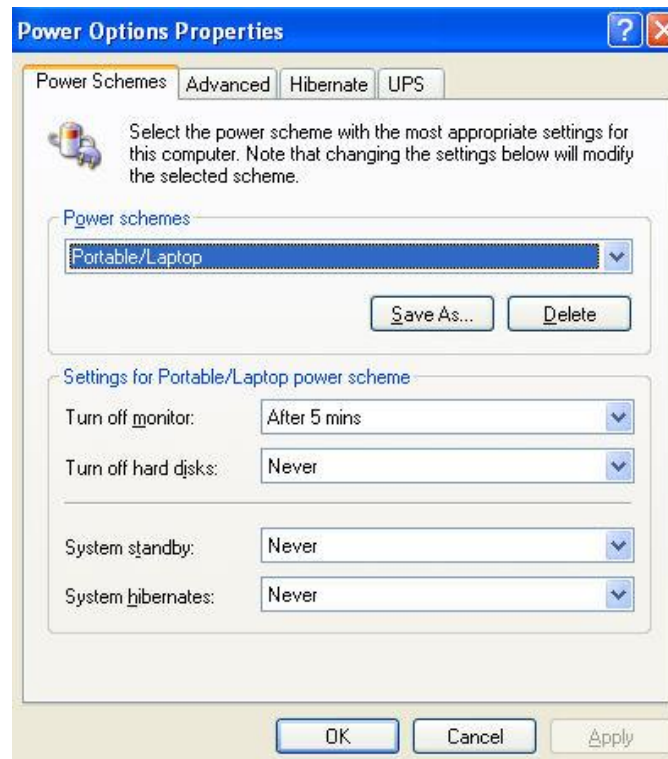 Power Options Properties
Power Schemes Advanced Hibernate UPS
Select the power scheme with the most appropriate settings for
this computer. Note that changing the settings below will modify
the selected scheme.
Power schemes
Portable/Laptop
Save As... Delete
Settings for Portable/Laptop power scheme
Turn off monitor: After 5 mins
Turn off hard disks: Never
System standby: Never
System hibernates: Never
OK Cancel Apply